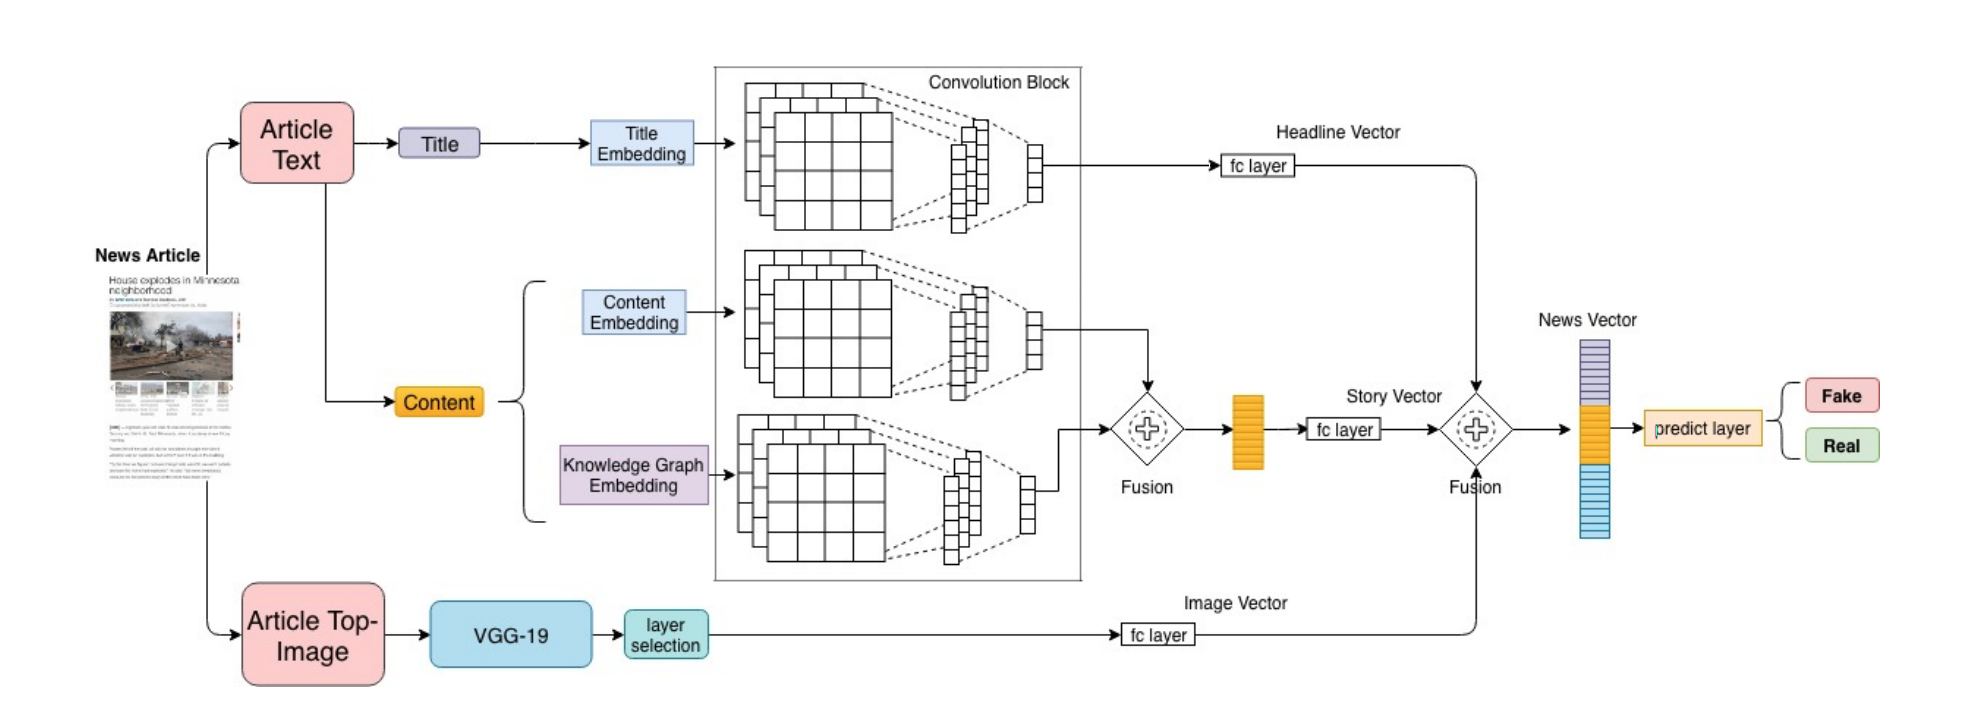 Convolution Block
Article
Text
Title
Title
Embedding
Headline Vector
fc layer
News Article
House explodes in Minnesota
neighborhood
Content
Embedding
News Vector
Content
Story Vector
fc layer
Fake
predict layer
Real
Knowledge Graph
Embedding
Fusion
Fusion
Article Top-
Image
VGG-19
layer
selection
Image Vector
fc layer